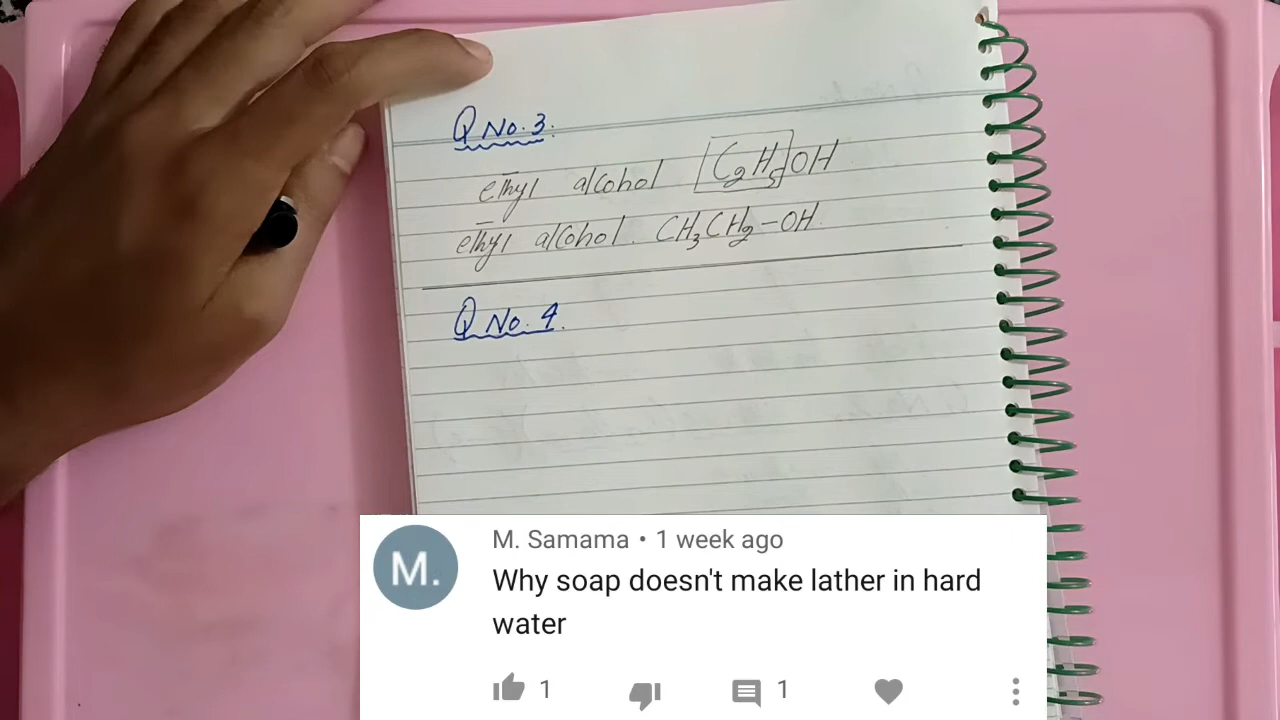 Q No. 3.
ethyl alcohol C2H5OH
ethyl alcohol. CH3CH2-OH.
Q No. 4.
M.
M. Samama • 1 week ago
Why soap doesn't make lather in hard
water
1
1